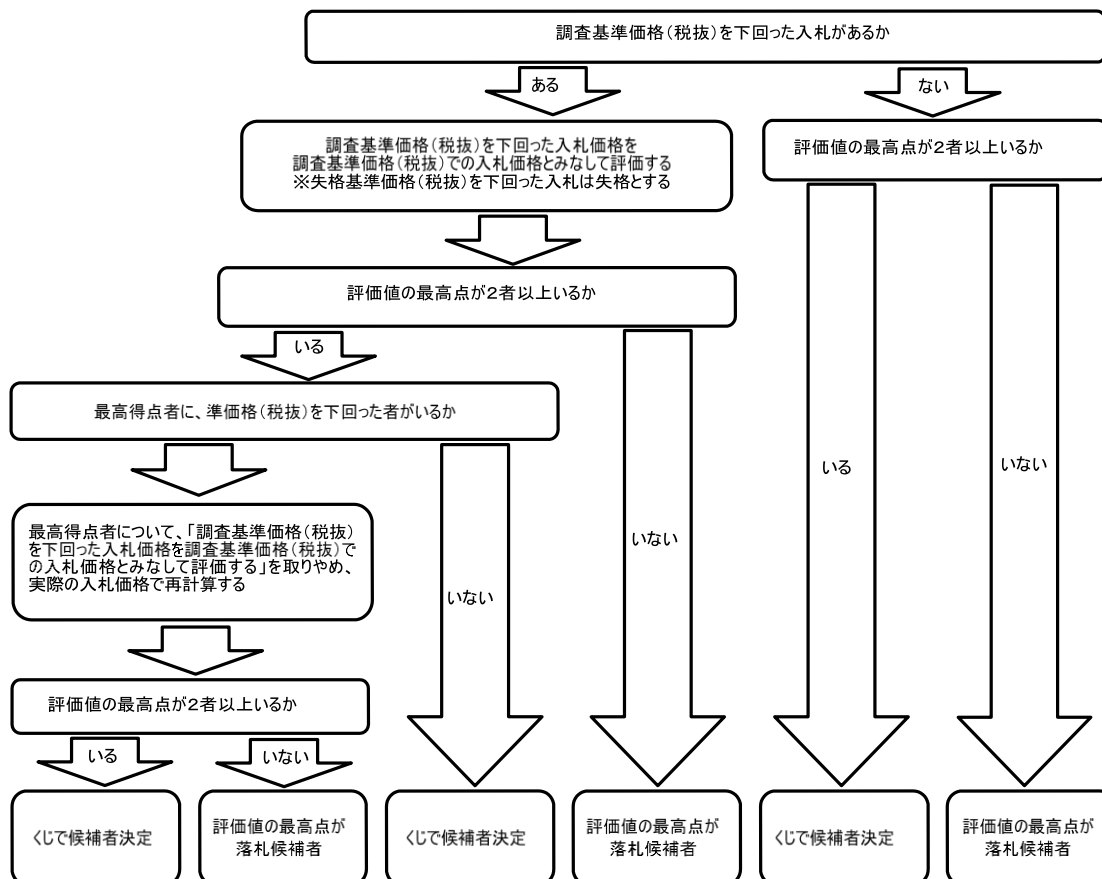 調査基準価格(税抜)を下回った入札があるか
ある
ない
調査基準価格(税抜)を下回った入札価格を
調査基準価格(税抜)での入札価格とみなして評価する
※失格基準価格(税抜)を下回った入札は失格とする
評価値の最高点が2者以上いるか
評価値の最高点が2者以上いるか
いる
最高得点者に、準価格(税抜)を下回った者がいるか
いる
いない
最高得点者について、「調査基準価格(税抜)
を下回った入札価格を調査基準価格(税抜)で
の入札価格とみなして評価する」を取りやめ、
実際の入札価格で再計算する
いない
いない
評価値の最高点が2者以上いるか
いる
いない
くじで候補者決定
評価値の最高点が
落札候補者
くじで候補者決定
評価値の最高点が
落札候補者
くじで候補者決定
評価値の最高点が
落札候補者